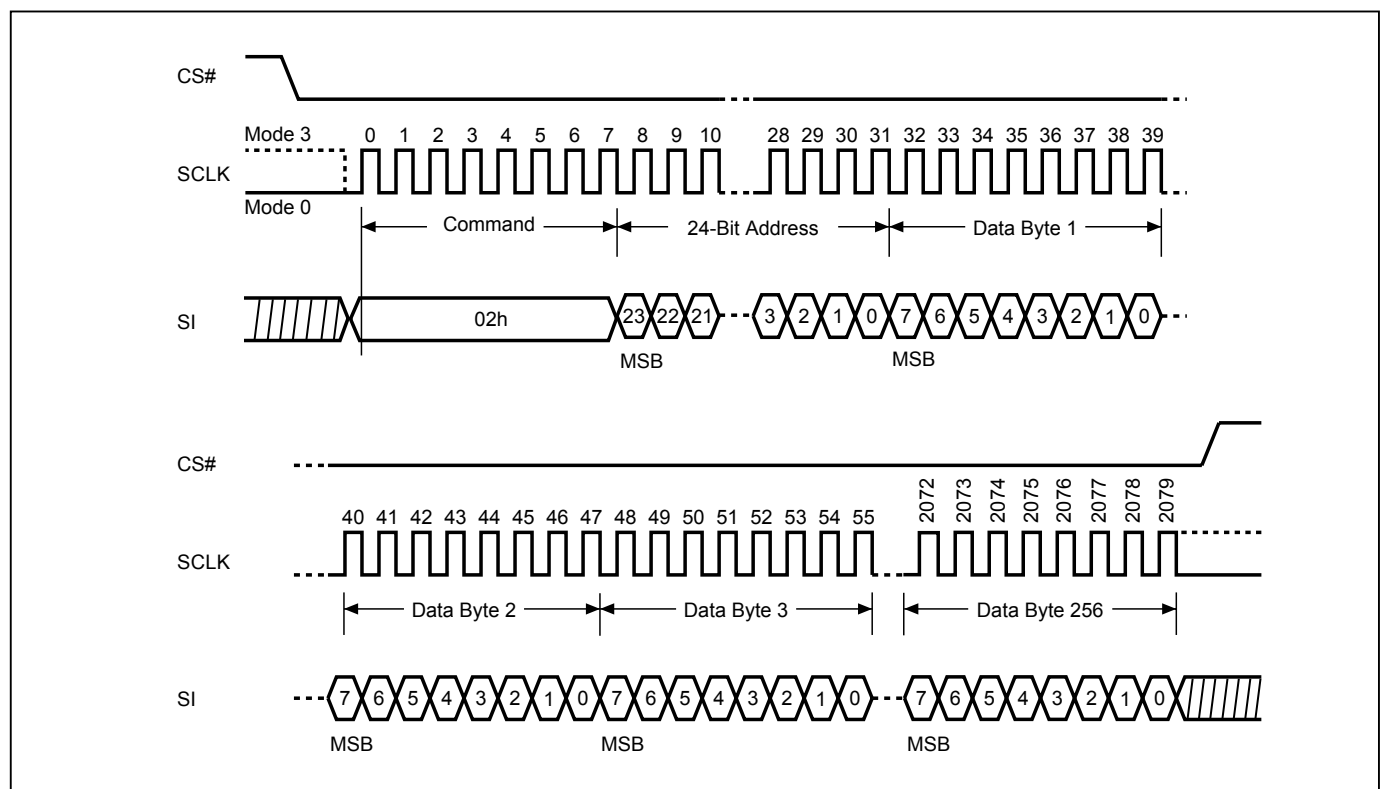 CS#
Mode 3
0 1 2 3 4 5 6 7 8 9 10 28 29 30 31 32 33 34 35 36 37 38 39
SCLK
Mode 0
Command 24-Bit Address Data Byte 1
SI 02h 23 22 21 3 2 1 0 7 6 5 4 3 2 1 0
MSB MSB
CS#
40 41 42 43 44 45 46 47 48 49 50 51 52 53 54 55 2072 2073 2074 2075 2076 2077 2078 2079
SCLK
Data Byte 2 Data Byte 3 Data Byte 256
SI 7 6 5 4 3 2 1 0 7 6 5 4 3 2 1 0 7 6 5 4 3 2 1 0
MSB MSB MSB